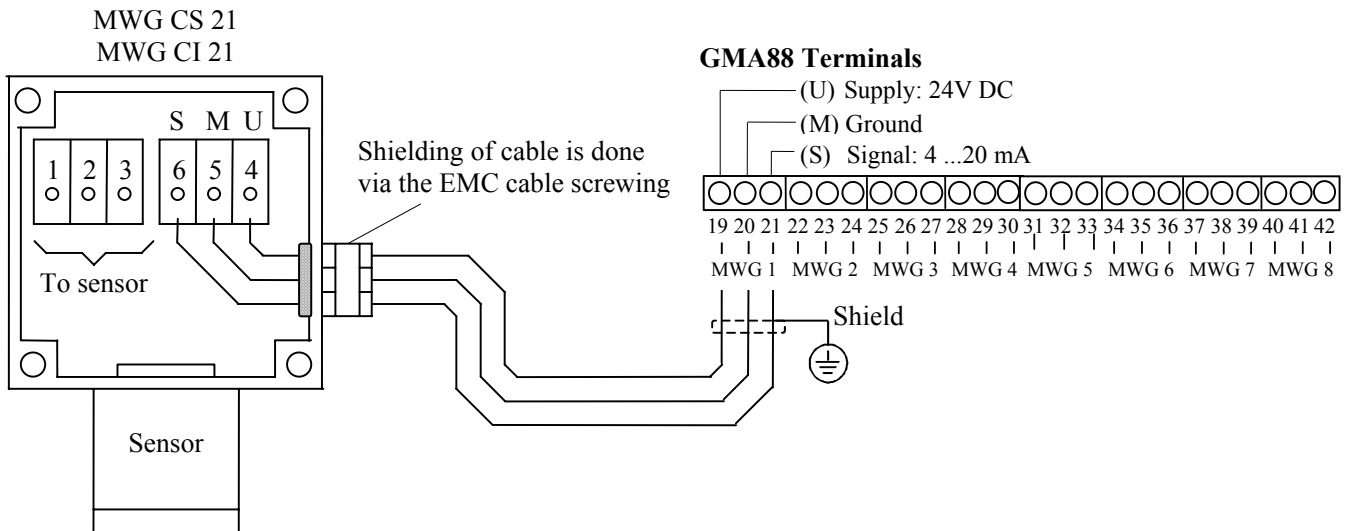 MWG CS 21
MWG CI 21
S M U
1 2 3 6 5 4
To sensor
Sensor
Shielding of cable is done
via the EMC cable screwing
GMA88 Terminals
(U) Supply: 24V DC
(M) Ground
(S) Signal: 4 ...20 mA
19 20 21 22 23 24 25 26 27 28 29 30 31 32 33 34 35 36 37 38 39 40 41 42
MWG 1 MWG 2 MWG 3 MWG 4 MWG 5 MWG 6 MWG 7 MWG 8
Shield